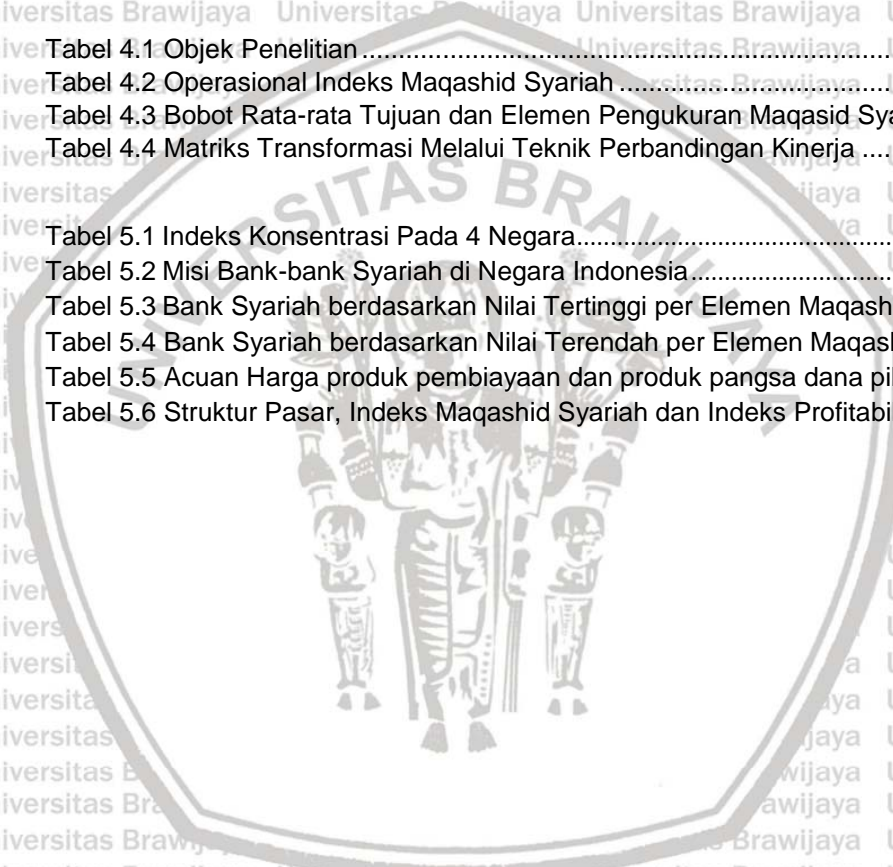 Tabel 4.1 Objek Penelitian
Tabel 4.2 Operasional Indeks Maqashid Syariah
Tabel 4.3 Bobot Rata-rata Tujuan dan Elemen Pengukuran Maqasid
Tabel 4.4 Matriks Transformasi Melalui Teknik Perbandingan Kinerja
Tabel 5.1 Indeks Konsentrasi Pada 4 Negara
Tabel 5.2 Misi Bank-bank Syariah di Negara Indonesia
Tabel 5.3 Bank Syariah berdasarkan Nilai Tertinggi per Elemen
Tabel 5.4 Bank Syariah berdasarkan Nilai Terendah per Elemen
Tabel 5.5 Acuan Harga produk pembiayaan dan produk pangsa dana
Tabel 5.6 Struktur Pasar, Indeks Maqashid Syariah dan Indeks
UNIVERSITAS BRAWIJAYA